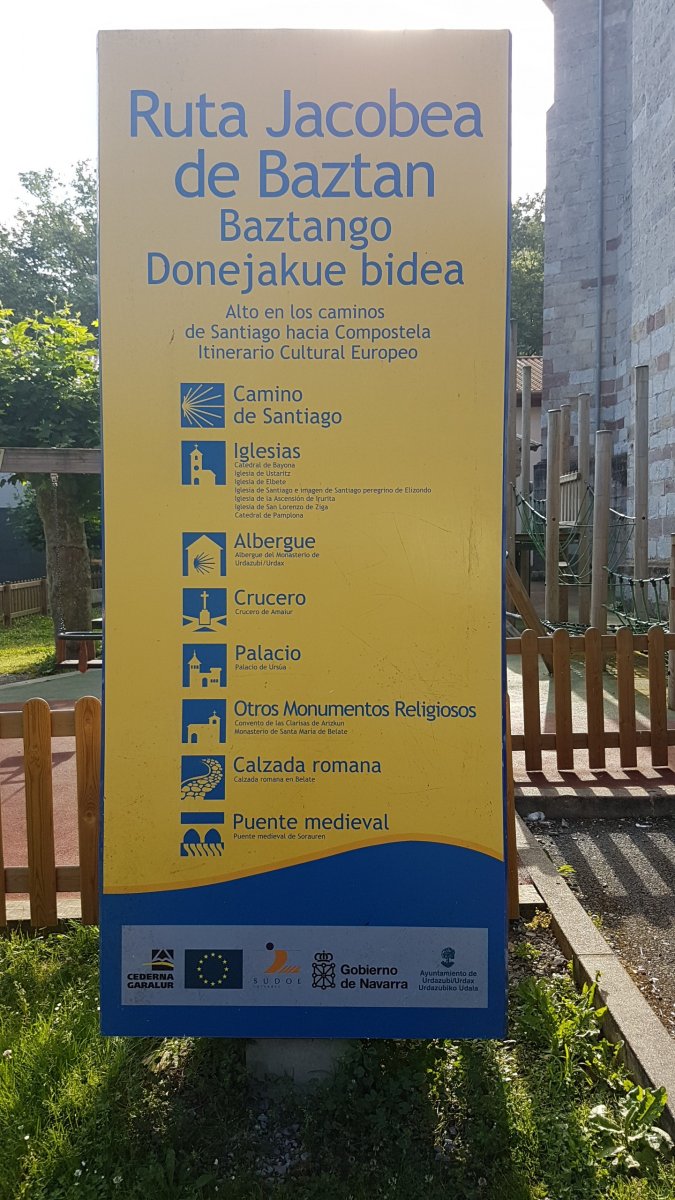 Ruta Jacobea
de Baztan
Baztango
Donejakue bidea
Alto en los caminos
de Santiago hacia Compostela
Itinerario Cultural Europeo
Camino
de Santiago
Iglesias
Catedral de Bayona
Iglesia de Ustaritz
Iglesia de Elbete
Iglesia de Santiago e imagen de Santiago peregrino de Elizondo
Iglesia de la Ascensión de Irurita
Iglesia de San Lorenzo de Ziga
Catedral de Pamplona
Albergue
Albergue del Monasterio de
Urdazubi/Urdax
Crucero
Crucero de Amaiur
Palacio
Palacio de Ursúa
Otros Monumentos Religiosos
Convento de las Clarisas de Arizkun
Monasterio de Santa María de Belate
Calzada romana
Calzada romana en Belate
Puente medieval
Puente medieval de Sorauren
CEDERNA
GARALUR
SUDOE
Gobierno
de Navarra
Ayuntamiento de
Urdazubi/Urdax
Urdazubiko Udala